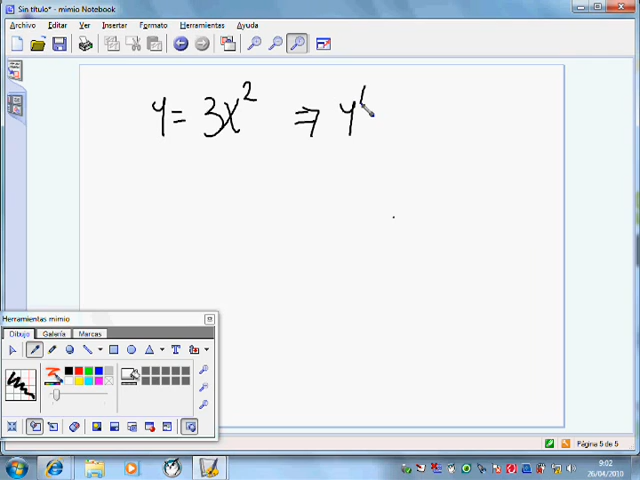 Sin título* - mimio Notebook
Archivo Editar Ver Insertar Formato Herramientas Ayuda
y = 3x² ⇒ y'
Herramientas mimio
Dibujo Galería Marcas
T
Página 5 de 5
9:02
26/04/2010